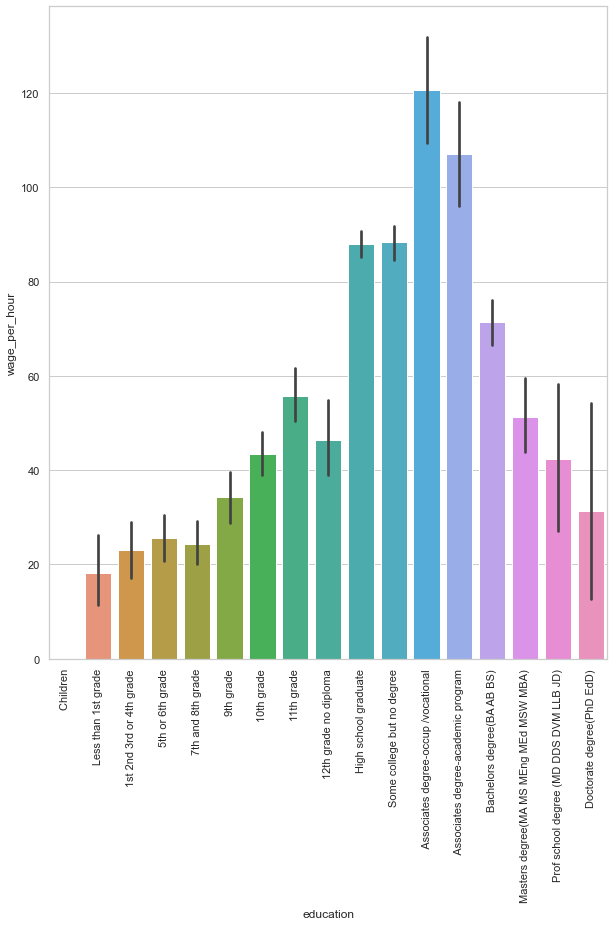 120
100
80
60
40
20
0
wage_per_hour
Children
Less than 1st grade
1st 2nd 3rd or 4th grade
5th or 6th grade
7th and 8th grade
9th grade
10th grade
11th grade
12th grade no diploma
High school graduate
Some college but no degree
Associates degree-occup /vocational
Associates degree-academic program
Bachelors degree(BA AB BS)
Masters degree(MA MS MEng MEd MSW MBA)
Prof school degree (MD DDS DVM LLB JD)
Doctorate degree(PhD EdD)
education